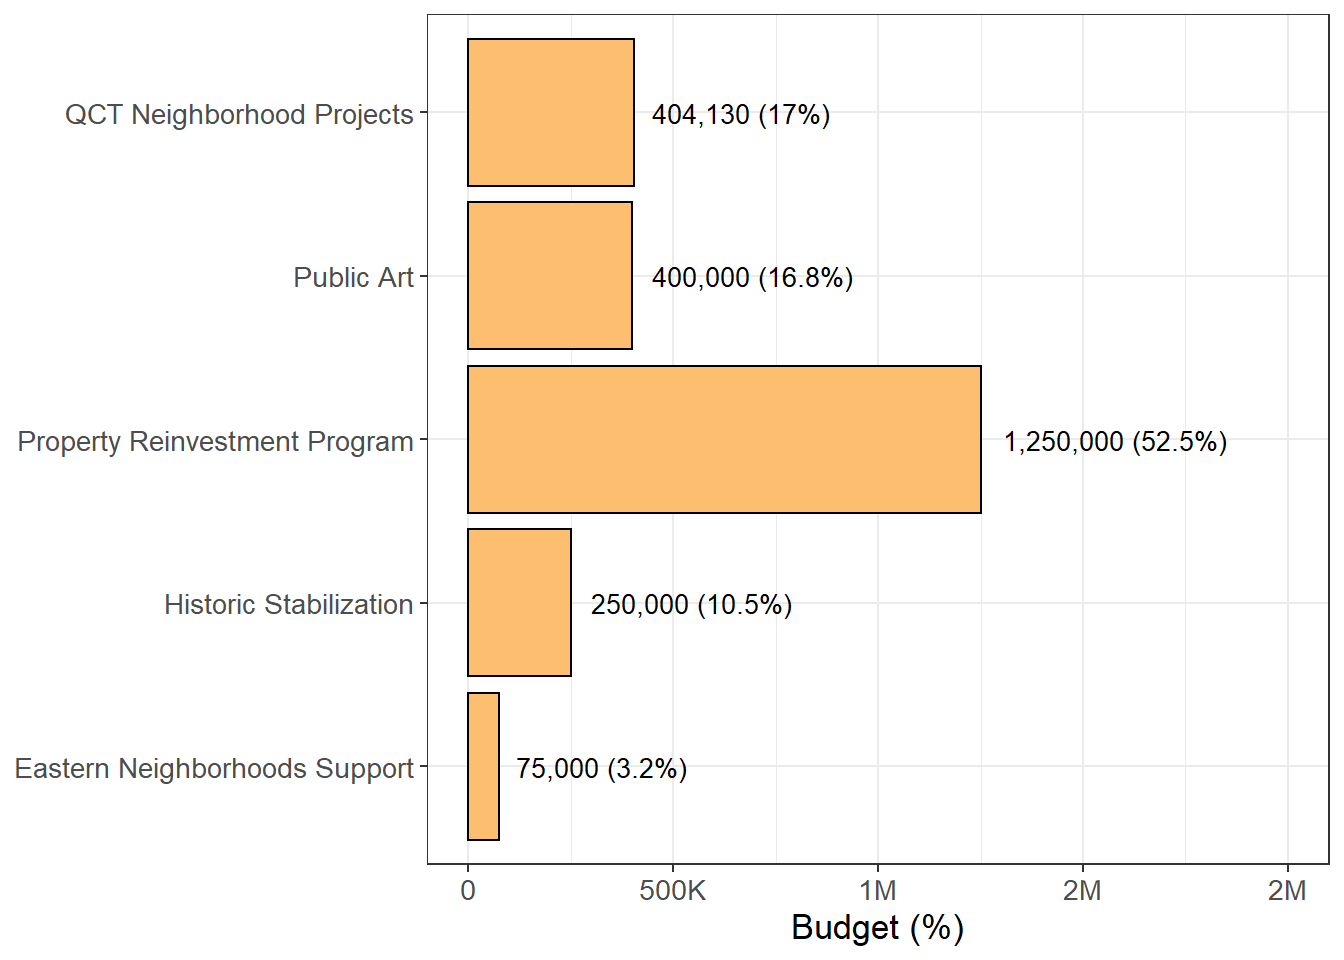 QCT Neighborhood Projects 404,130 (17%)
Public Art 400,000 (16.8%)
Property Reinvestment Program 1,250,000 (52.5%)
Historic Stabilization 250,000 (10.5%)
Eastern Neighborhoods Support 75,000 (3.2%)
0 500K 1M 2M 2M
Budget (%)